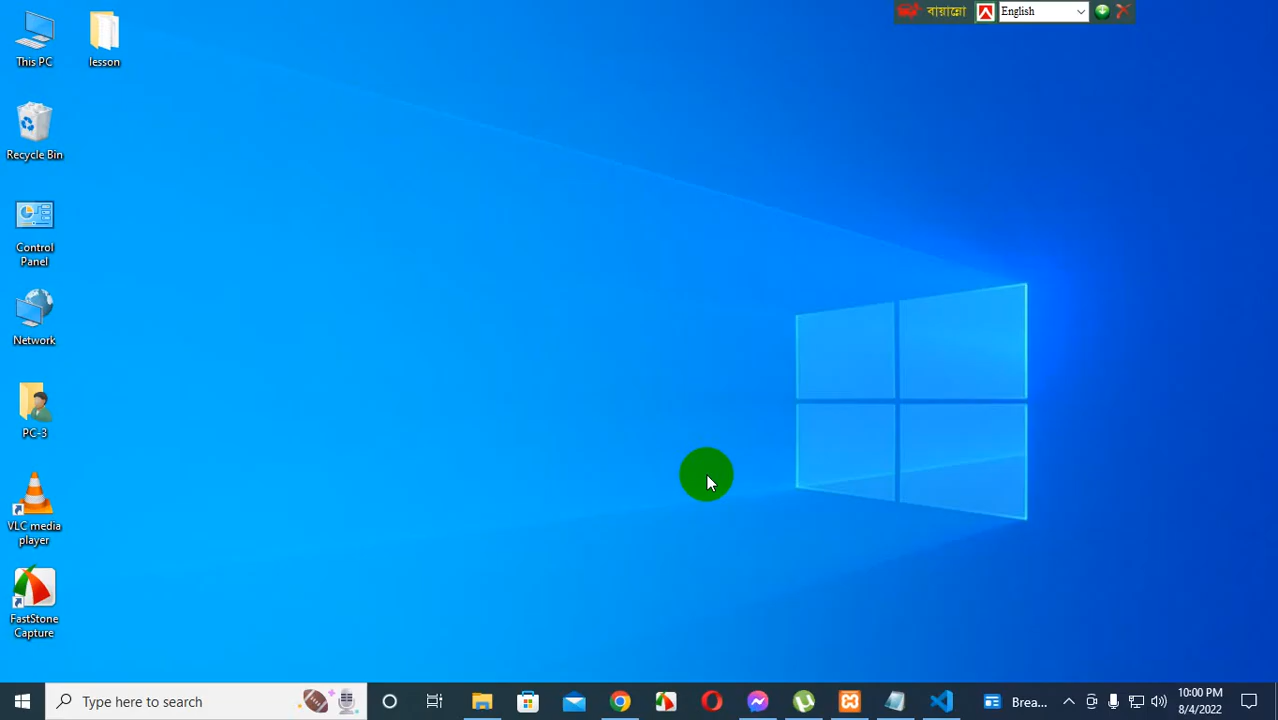 This PC
lesson
বায়ান্নো
English
Recycle Bin
Control
Panel
Network
PC-3
VLC media
player
FastStone
Capture
Type here to search
Brea...
10:00 PM
8/4/2022